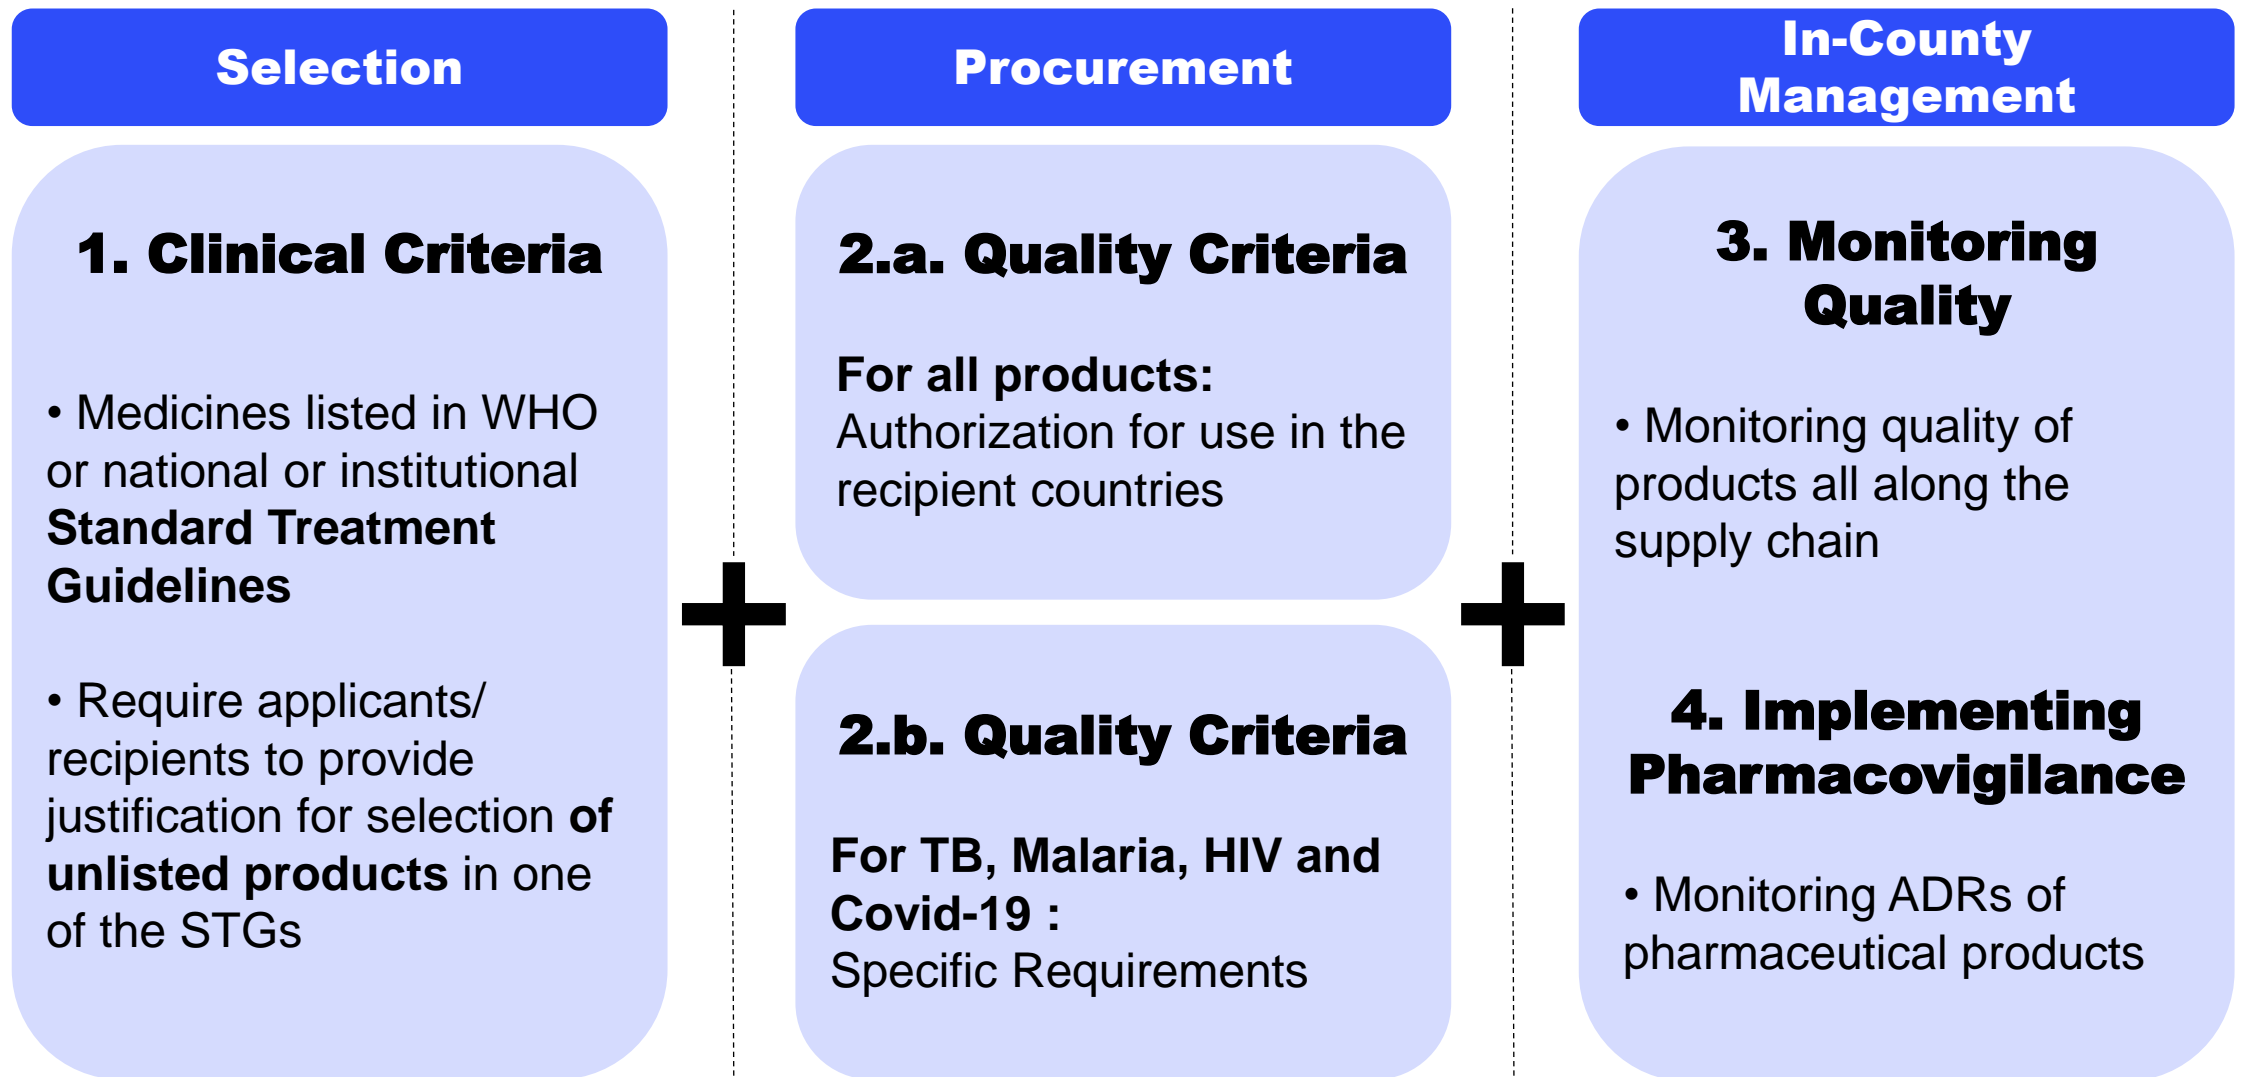 Selection
1. Clinical Criteria
• Medicines listed in WHO
or national or institutional
Standard Treatment
Guidelines
• Require applicants/
recipients to provide
justification for selection of
unlisted products in one
of the STGs
Procurement
2.a. Quality Criteria
For all products:
Authorization for use in the
recipient countries
2.b. Quality Criteria
For TB, Malaria, HIV and
Covid-19 :
Specific Requirements
In-County
Management
3. Monitoring
Quality
• Monitoring quality of
products all along the
supply chain
4. Implementing
Pharmacovigilance
• Monitoring ADRs of
pharmaceutical products